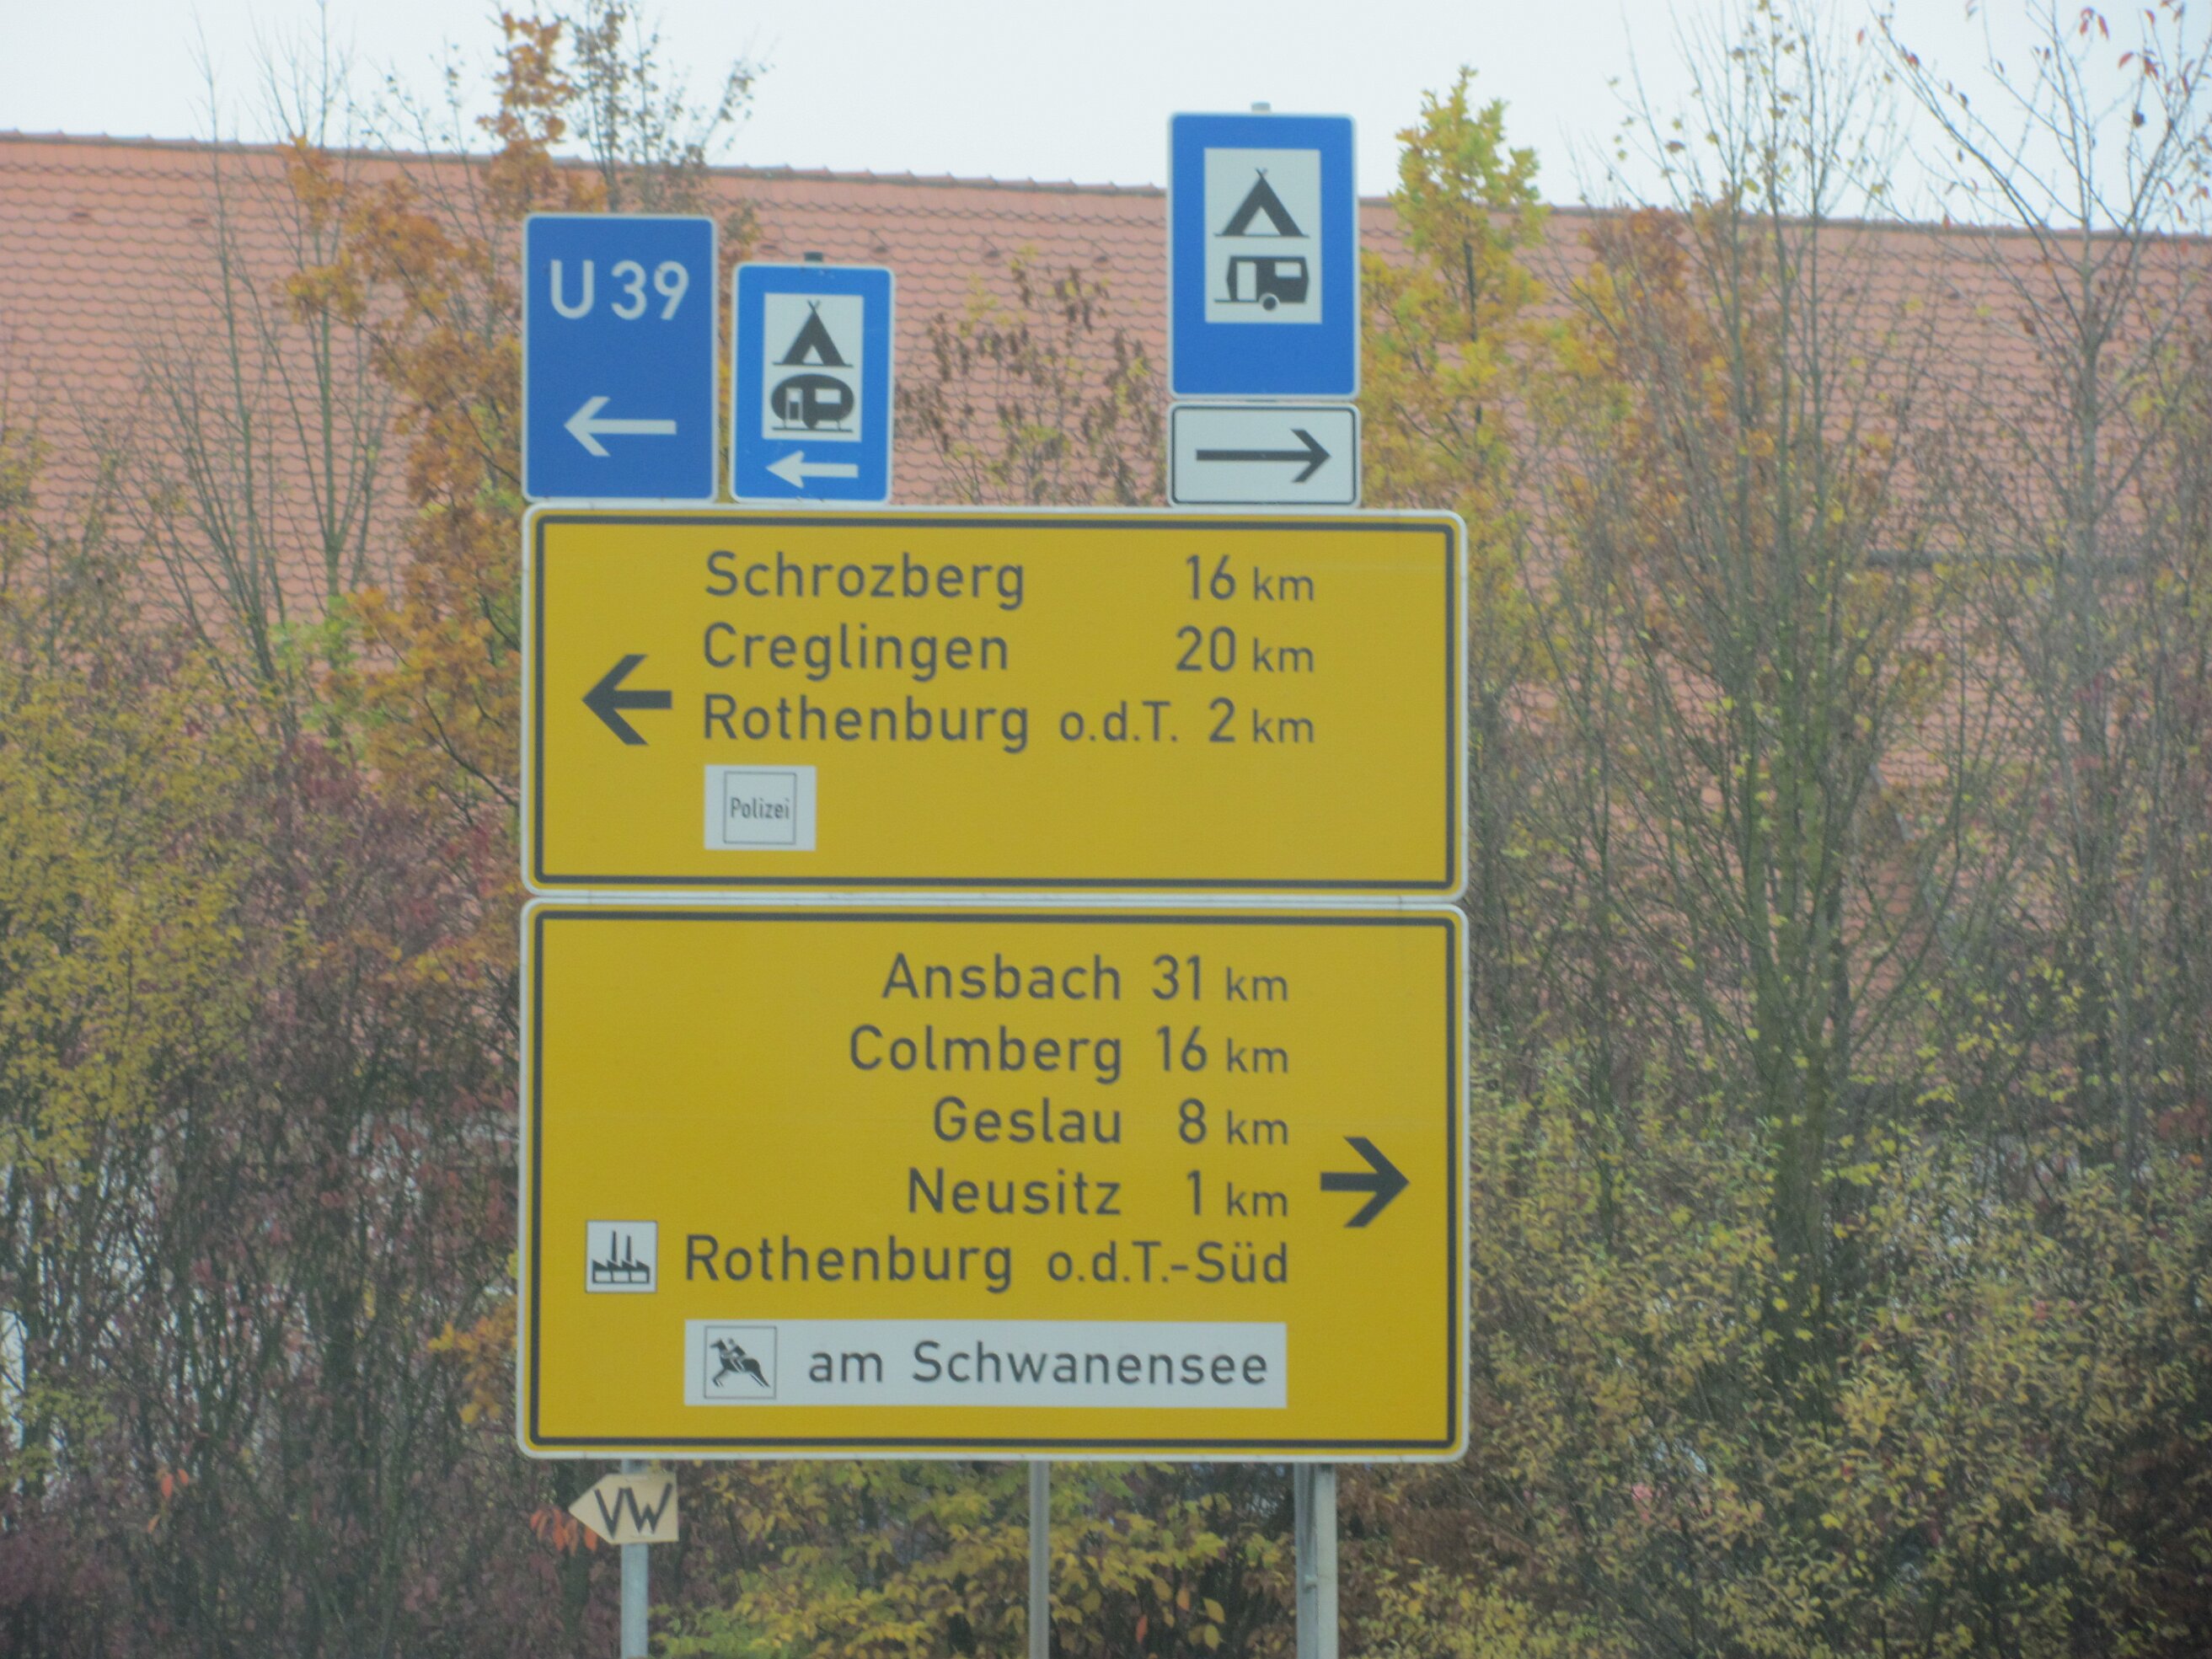 U 39
Schrozberg 16 km
Creglingen 20 km
Rothenburg o.d.T. 2 km
Polizei
Ansbach 31 km
Colmberg 16 km
Geslau 8 km
Neusitz 1 km
Rothenburg o.d.T.-Süd
am Schwanensee
VW